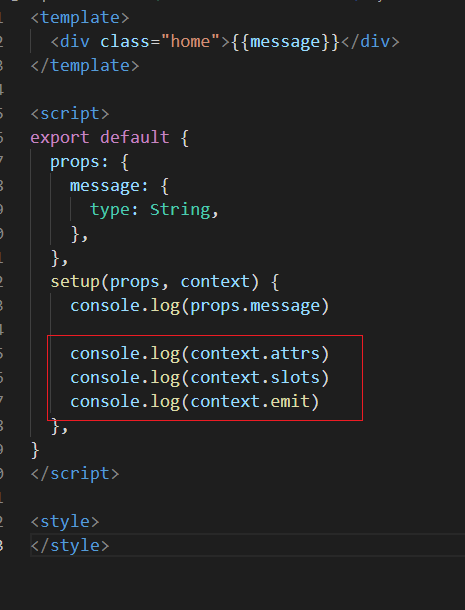 <template>
<div class="home">{{message}}</div>
</template>
<script>
export default {
props: {
message: {
type: String,
},
},
setup(props, context) {
console.log(props.message)
console.log(context.attrs)
console.log(context.slots)
console.log(context.emit)
},
}
</script>
<style>
</style>